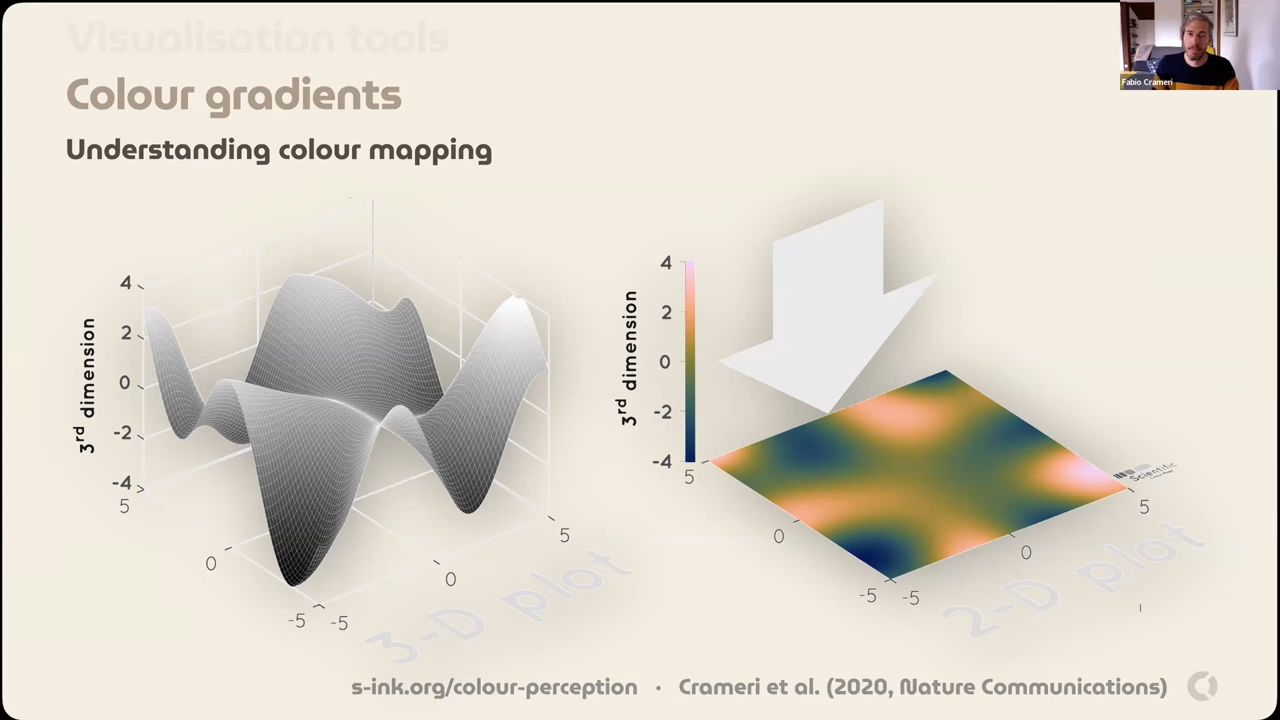 Visualisation tools
Colour gradients
Understanding colour mapping
Fabio Crameri
3rd dimension
4
2
0
-2
-4
5
0
-5
-5
0
5
3-D plot
3rd dimension
4
2
0
-2
-4
5
0
-5
-5
0
5
Scientific
2-D plot
s-ink.org/colour-perception • Crameri et al. (2020, Nature Communications)